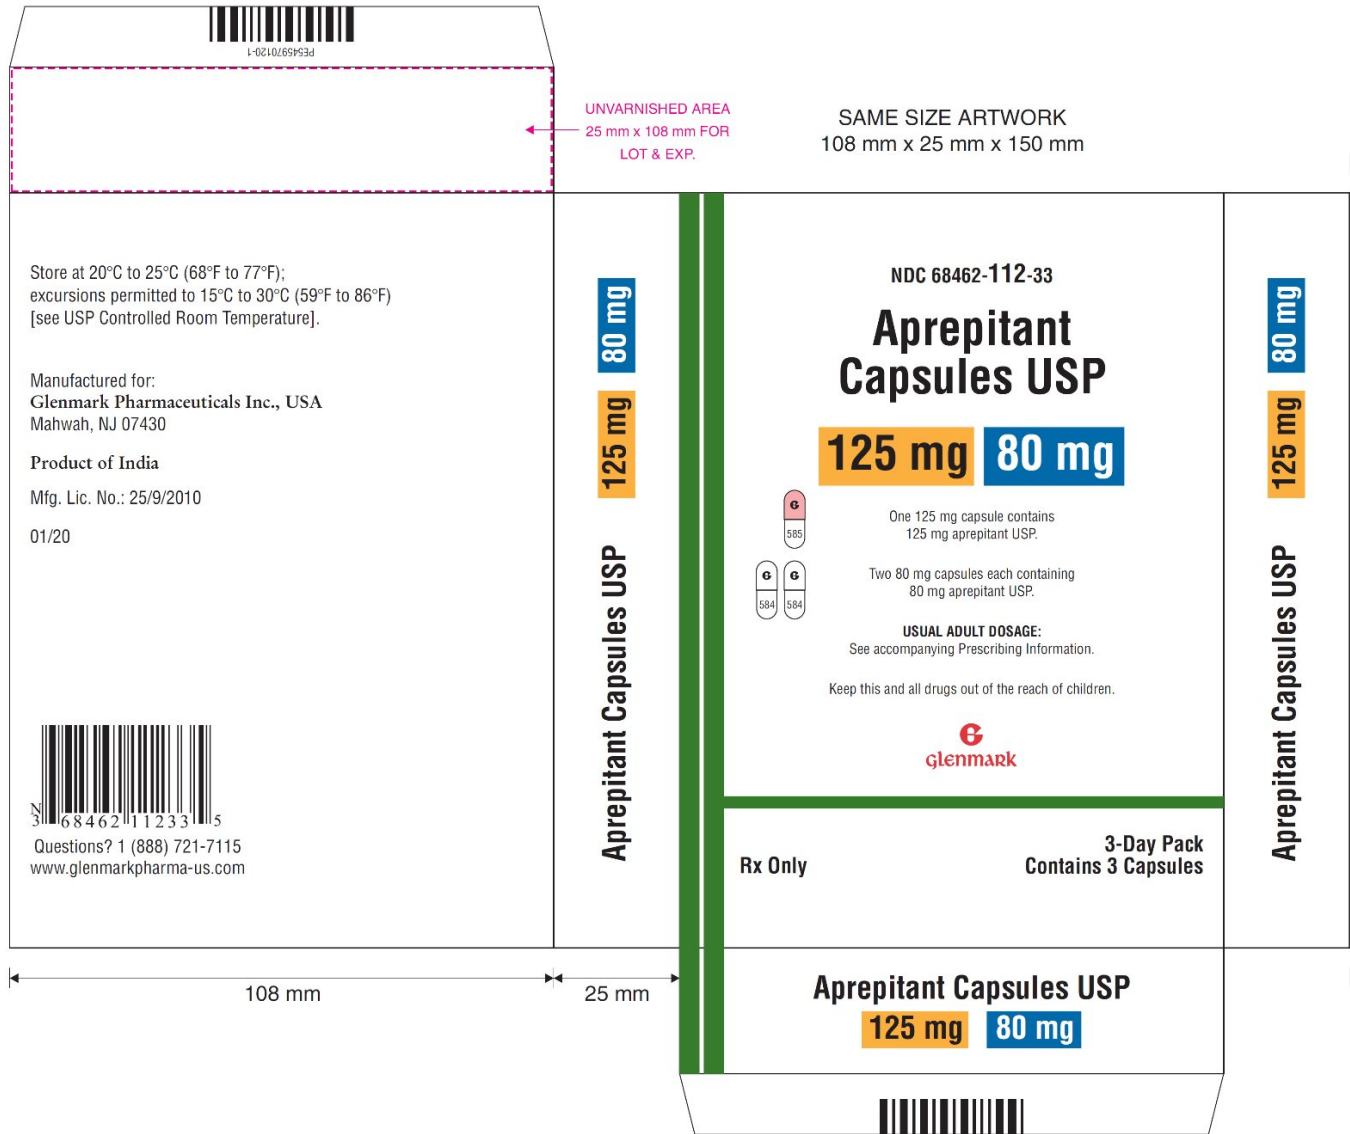 PE545970120-1
UNVARNISHED AREA
25 mm x 108 mm FOR
LOT & EXP.
SAME SIZE ARTWORK
108 mm x 25 mm x 150 mm
Store at 20°C to 25°C (68°F to 77°F);
excursions permitted to 15°C to 30°C (59°F to 86°F)
[see USP Controlled Room Temperature].
Manufactured for:
Glenmark Pharmaceuticals Inc., USA
Mahwah, NJ 07430
Product of India
Mfg. Lic. No.: 25/9/2010
01/20
N
3 68462 11233 5
Questions? 1 (888) 721-7115
www.glenmarkpharma-us.com
Aprepitant Capsules USP 125 mg 80 mg
NDC 68462-112-33
Aprepitant
Capsules USP
125 mg 80 mg
G
585
One 125 mg capsule contains
125 mg aprepitant USP.
G G
584 584
Two 80 mg capsules each containing
80 mg aprepitant USP.
USUAL ADULT DOSAGE:
See accompanying Prescribing Information.
Keep this and all drugs out of the reach of children.
G
glenmark
Rx Only
3-Day Pack
Contains 3 Capsules
Aprepitant Capsules USP 125 mg 80 mg
108 mm
25 mm
Aprepitant Capsules USP
125 mg 80 mg